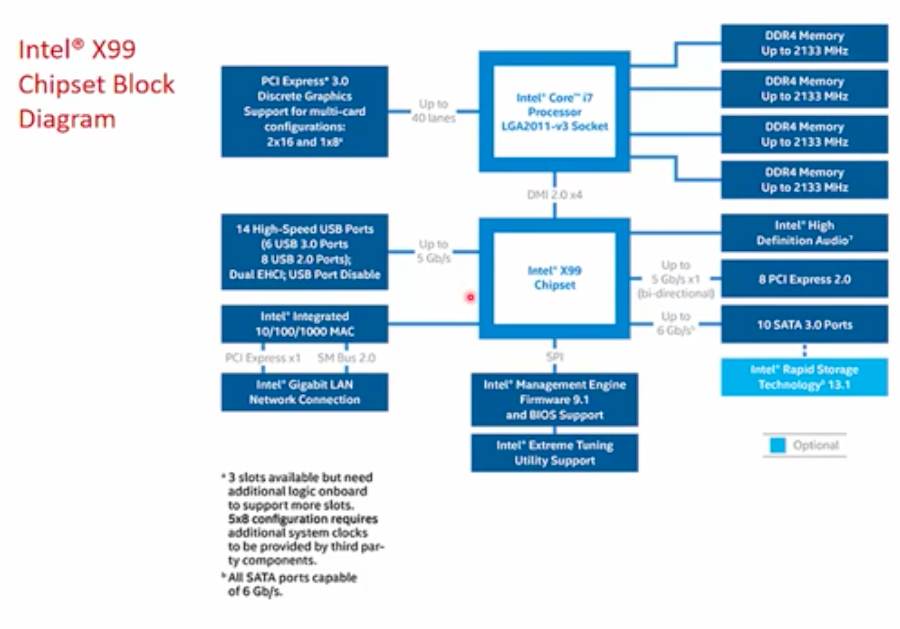 Intel® X99
Chipset Block
Diagram
PCI Express* 3.0
Discrete Graphics
Support for multi-card
configurations:
2x16 and 1x8ᵃ
Up to
40 lanes
Intel® Core™ i7
Processor
LGA2011-v3 Socket
DDR4 Memory
Up to 2133 MHz
DDR4 Memory
Up to 2133 MHz
DDR4 Memory
Up to 2133 MHz
DDR4 Memory
Up to 2133 MHz
DMI 2.0 x4
14 High-Speed USB Ports
(6 USB 3.0 Ports
8 USB 2.0 Ports);
Dual EHCI; USB Port Disable
Up to
5 Gb/s
Intel® X99
Chipset
Intel® High
Definition Audio⁷
Up to
5 Gb/s x1
(bi-directional)
8 PCI Express 2.0
Intel® Integrated
10/100/1000 MAC
Up to
6 Gb/sᵇ
10 SATA 3.0 Ports
PCI Express x1
SM Bus 2.0
SPI
Intel® Gigabit LAN
Network Connection
Intel® Management Engine
Firmware 9.1
and BIOS Support
Intel® Rapid Storage
Technology⁶ 13.1
Intel® Extreme Tuning
Utility Support
Optional
ᵃ 3 slots available but need
additional logic onboard
to support more slots.
5x8 configuration requires
additional system clocks
to be provided by third par-
ty components.
ᵇ All SATA ports capable
of 6 Gb/s.